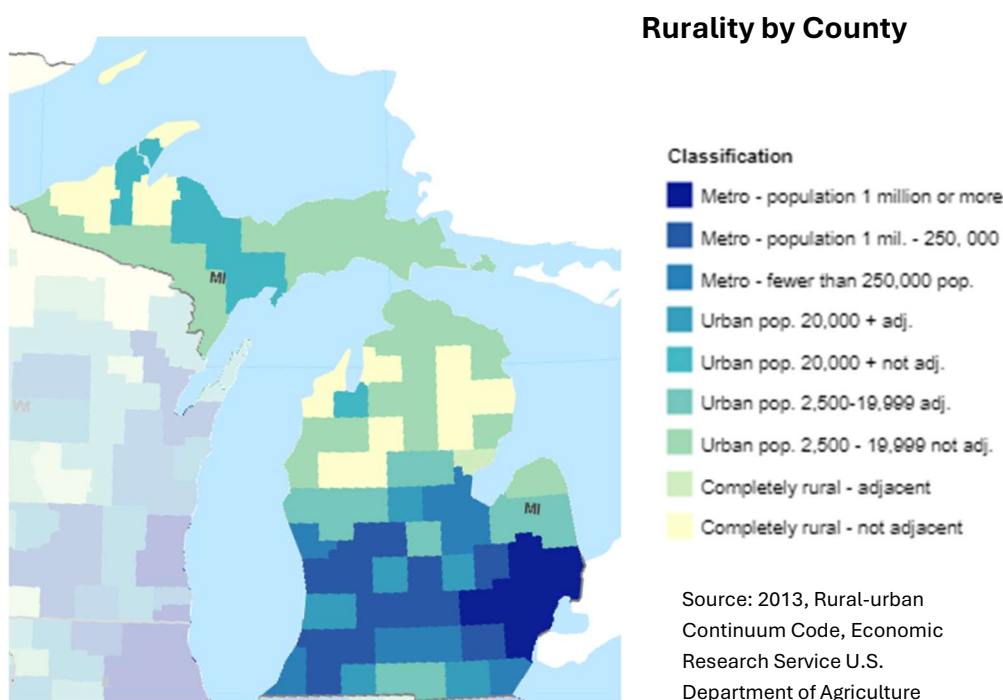 Rurality by County
Classification
Metro - population 1 million or more
Metro - population 1 mil. - 250, 000
Metro - fewer than 250,000 pop.
Urban pop. 20,000 + adj.
Urban pop. 20,000 + not adj.
Urban pop. 2,500-19,999 adj.
Urban pop. 2,500 - 19,999 not adj.
Completely rural - adjacent
Completely rural - not adjacent
MI
WI
MI
Source: 2013, Rural-urban
Continuum Code, Economic
Research Service U.S.
Department of Agriculture